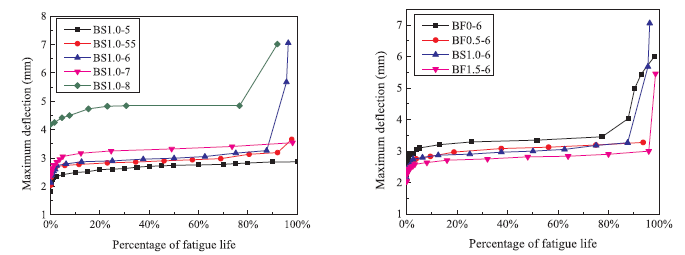 8
7
6
5
4
3
2
1
Maximum deflection (mm)
BS1.0-5
BS1.0-55
BS1.0-6
BS1.0-7
BS1.0-8
0% 20% 40% 60% 80% 100%
Percentage of fatigue life
7
6
5
4
3
2
1
Maximum deflection (mm)
BF0-6
BF0.5-6
BS1.0-6
BF1.5-6
0% 20% 40% 60% 80% 100%
Percentage of fatigue life